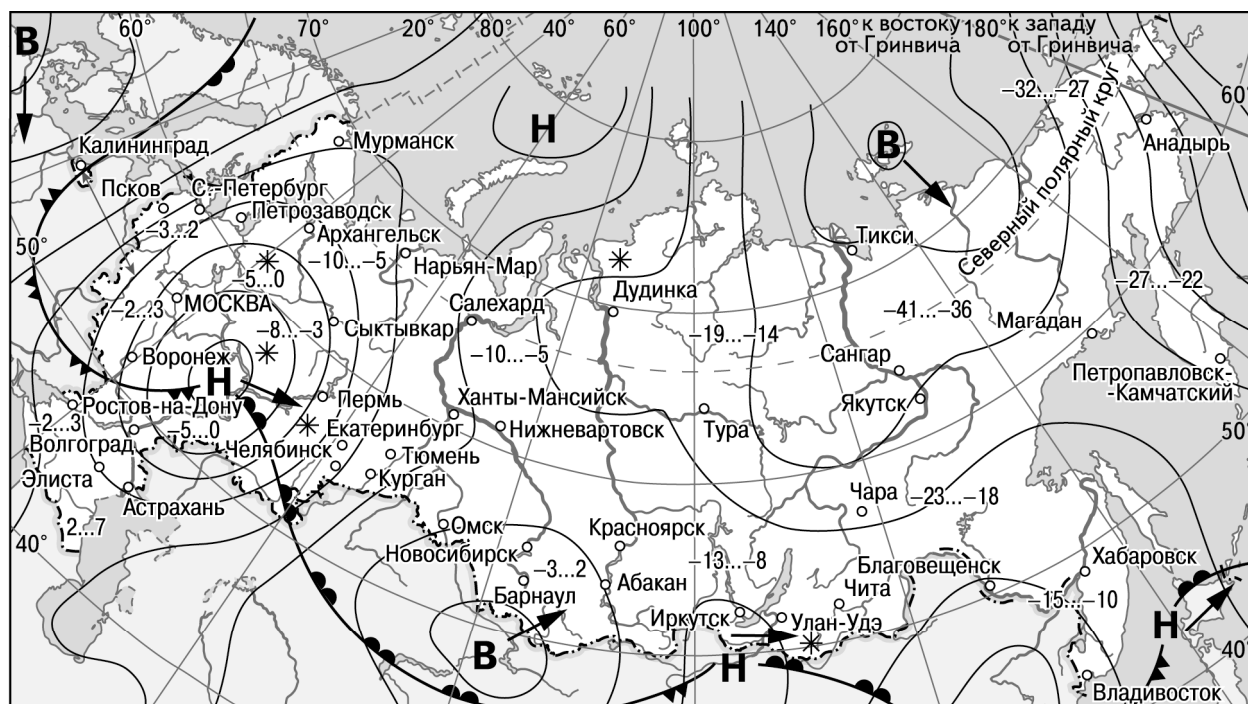 60°
70°
20°
80°
40°
60°
100°
140°
160°
к востоку
от Гринвича
180°
к западу
от Гринвича
В
Н
В
−32...−27
60°
Северный полярный круг
Анадырь
Калининград
Мурманск
Псков
С.–Петербург
Петрозаводск
−3...2
Архангельск
−10...−5
Нарьян-Мар
Тикси
50°
−5...0
Дудинка
−27...−22
−2...3
МОСКВА
Салехард
−41...−36
−8...−3
Сыктывкар
−19...−14
Магадан
−10...−5
Сангар
Воронеж
Петропавловск-
-Камчатский
Н
Пермь
Ханты-Мансийск
Якутск
Ростов-на-Дону
−2...3
−5...0
Екатеринбург
Нижневартовск
Тура
50°
Волгоград
Челябинск
Тюмень
Элиста
Курган
Астрахань
Чара
−23...−18
2...7
Омск
Красноярск
40°
Новосибирск
Хабаровск
−3...2
−13...−8
Благовещенск
Барнаул
Абакан
Чита
−15...−10
Иркутск
Улан-Удэ
Н
В
Н
40°
Владивосток